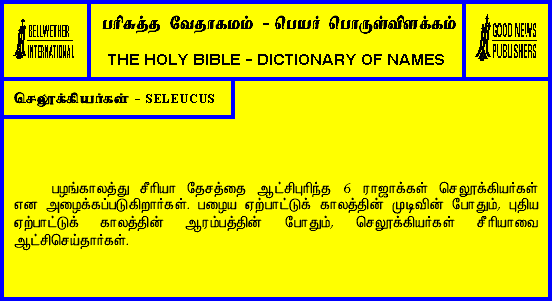 BELLWETHER
INTERNATIONAL
பரிசுத்த வேதாகமம் - பெயர் பொருள்விளக்கம்
THE HOLY BIBLE - DICTIONARY OF NAMES
GOOD NEWS
PUBLISHERS
செலூக்கியர்கள் - SELEUCUS
பழங்காலத்து சீரியா தேசத்தை ஆட்சிபுரிந்த 6 ராஜாக்கள் செலூக்கியர்கள்
என அழைக்கப்படுகிறார்கள். பழைய ஏற்பாட்டுக் காலத்தின் முடிவின் போதும், புதிய
ஏற்பாட்டுக் காலத்தின் ஆரம்பத்தின் போதும், செலூக்கியர்கள் சீரியாவை
ஆட்சிசெய்தார்கள்.